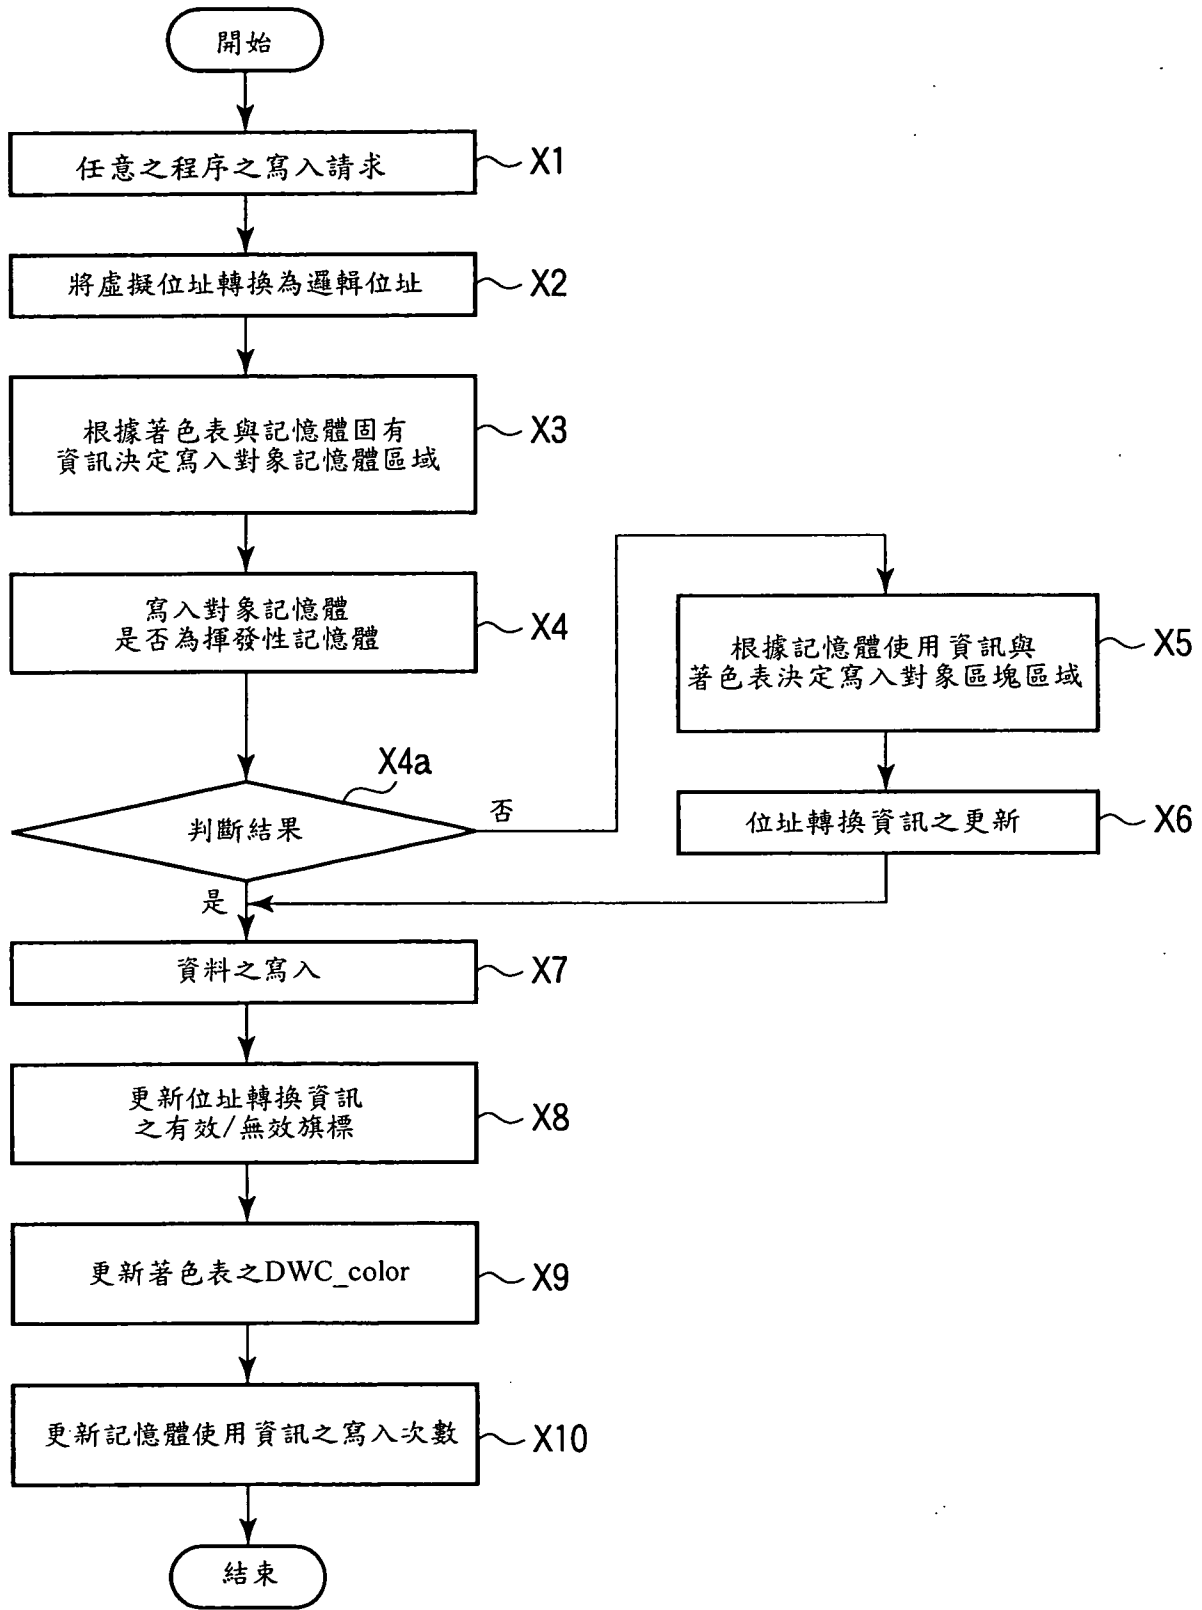 開始
任意之程序之寫入請求
X1
將虛擬位址轉換為邏輯位址
X2
根據著色表與記憶體固有
資訊決定寫入對象記憶體區域
X3
寫入對象記憶體
是否為揮發性記憶體
X4
X4a
判斷結果
否
是
根據記憶體使用資訊與
著色表決定寫入對象區塊區域
X5
位址轉換資訊之更新
X6
資料之寫入
X7
更新位址轉換資訊
之有效/無效旗標
X8
更新著色表之DWC_color
X9
更新記憶體使用資訊之寫入次數
X10
結束